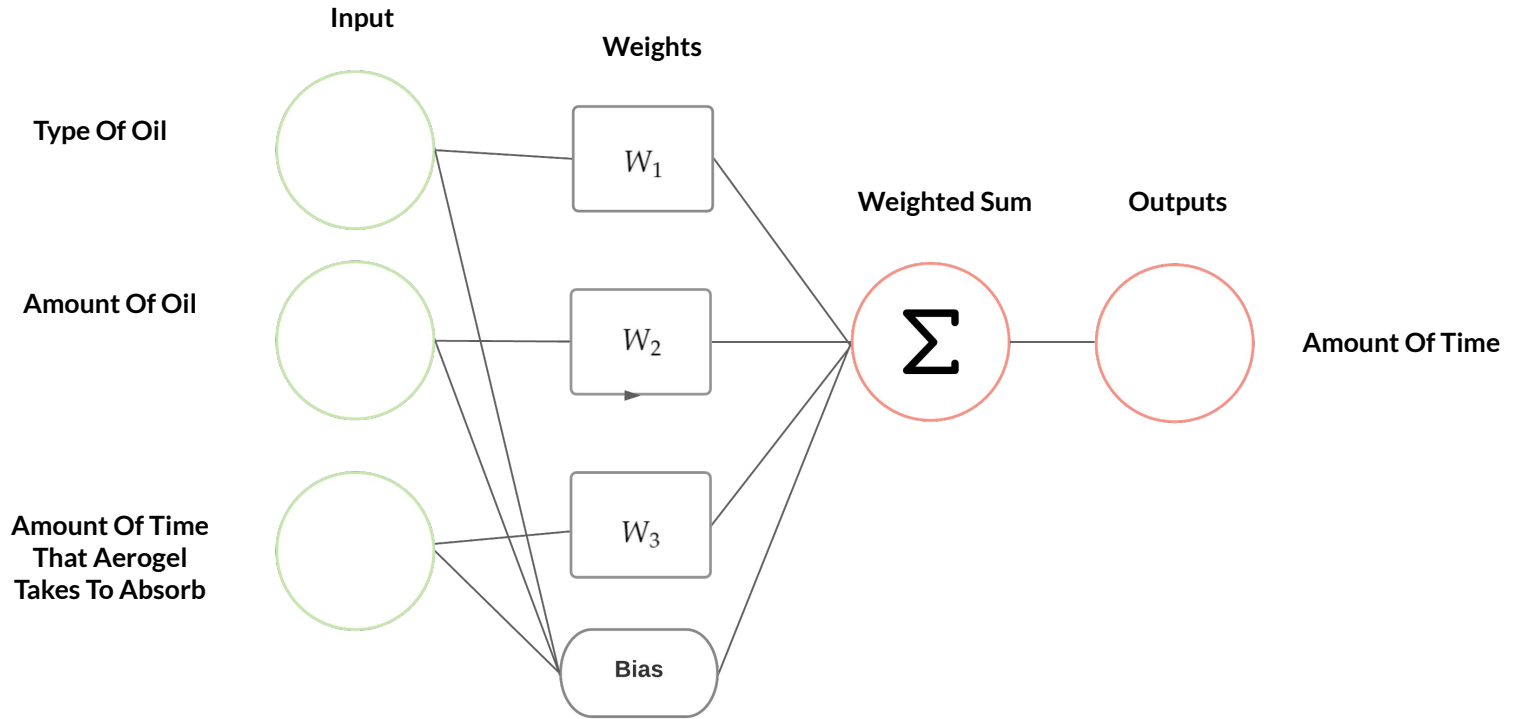 Input
Weights
Type Of Oil
W₁
Weighted Sum
Outputs
Amount Of Oil
W₂
Σ
Amount Of Time
Amount Of Time
That Aerogel
Takes To Absorb
W₃
Bias